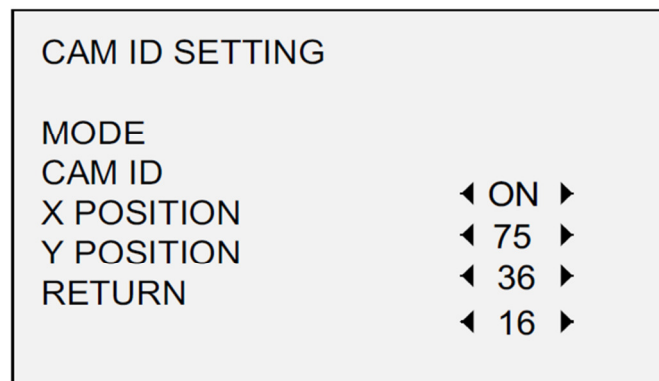 CAM ID SETTING
MODE
CAM ID
X POSITION
Y POSITION
RETURN
ON
75
36
16